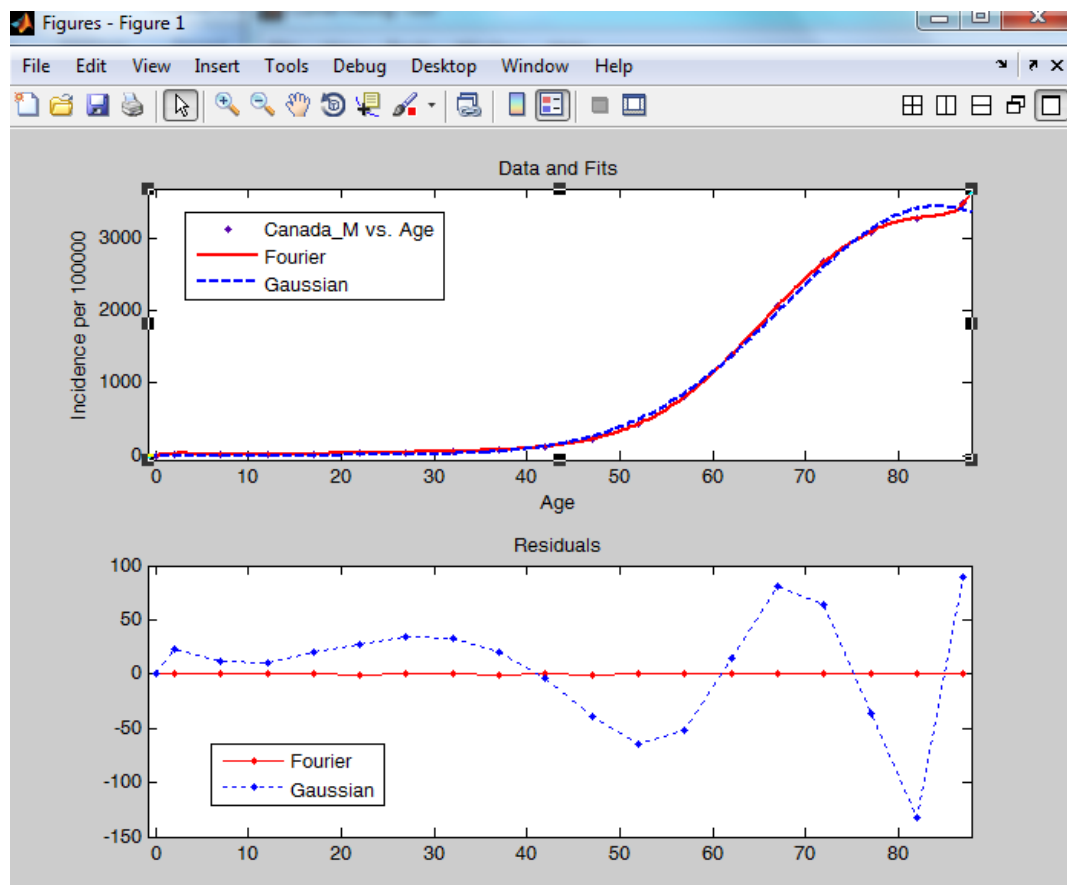 Figures - Figure 1
File Edit View Insert Tools Debug Desktop Window Help
Data and Fits
Incidence per 100000
3000
2000
1000
0
Canada_M vs. Age
Fourier
Gaussian
0 10 20 30 40 50 60 70 80
Age
Residuals
100
50
0
-50
-100
-150
Fourier
Gaussian
0 10 20 30 40 50 60 70 80